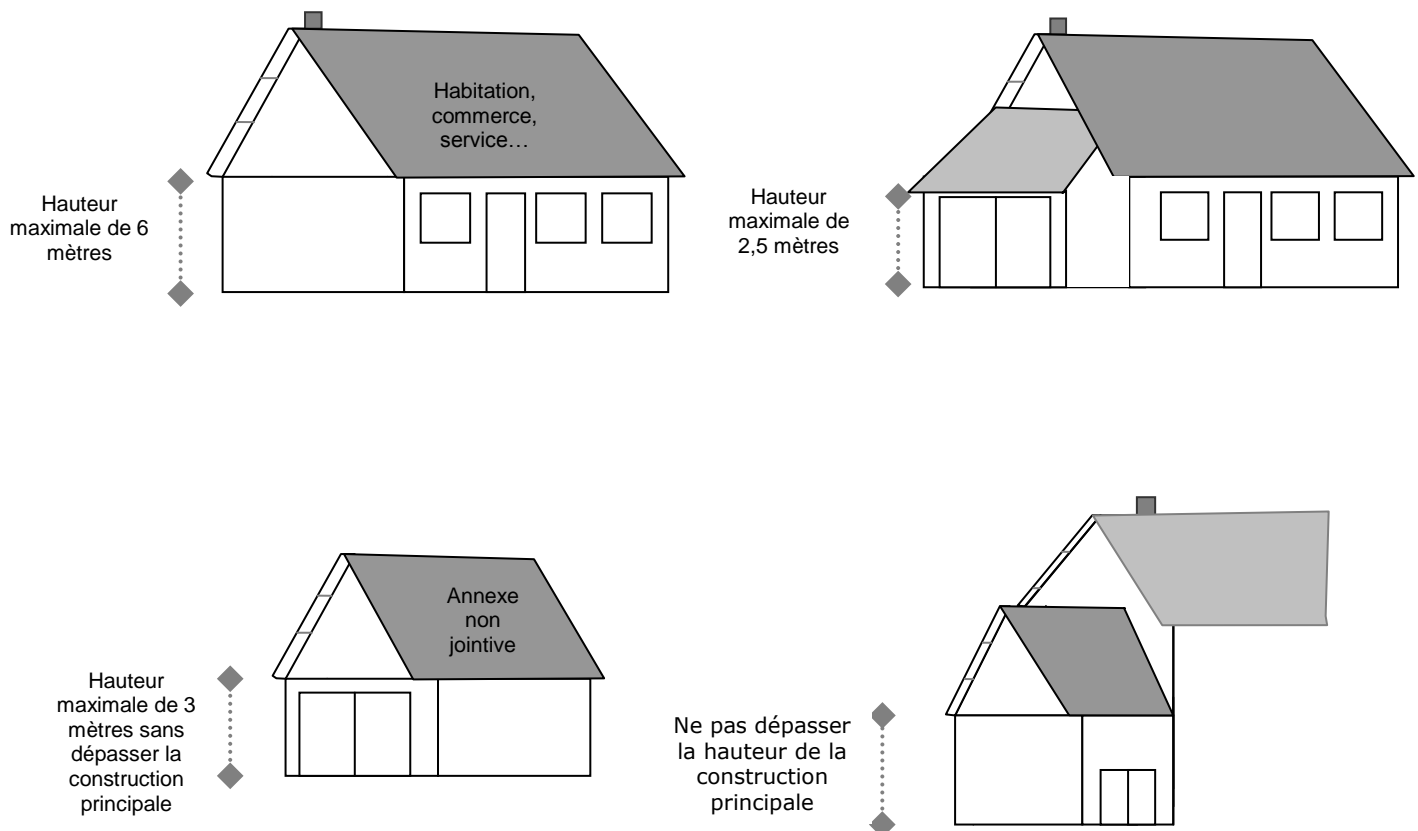 Habitation,
commerce,
service…
Hauteur
maximale de 6
mètres
Hauteur
maximale de
2,5 mètres
Annexe
non
jointive
Hauteur
maximale de 3
mètres sans
dépasser la
construction
principale
Ne pas dépasser
la hauteur de la
construction
principale